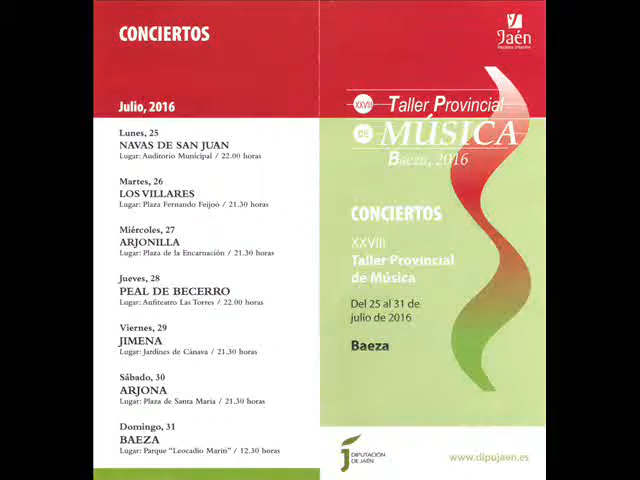 CONCIERTOS
Julio, 2016
Lunes, 25
NAVAS DE SAN JUAN
Lugar: Auditorio Municipal / 22.00 horas
Martes, 26
LOS VILLARES
Lugar: Plaza Fernando Feijoó / 21.30 horas
Miércoles, 27
ARJONILLA
Lugar: Plaza de la Encarnación / 21.30 horas
Jueves, 28
PEAL DE BECERRO
Lugar: Anfiteatro Las Torres / 22.00 horas
Viernes, 29
JIMENA
Lugar: Jardines de Cánava / 21.30 horas
Sábado, 30
ARJONA
Lugar: Plaza de Santa María / 21.30 horas
Domingo, 31
BAEZA
Lugar: Parque "Leocadio Marín" / 12.30 horas
Jaén
XXVIII Taller Provincial
DE MÚSICA
Baeza, 2016
CONCIERTOS
XXVIII
Taller Provincial
de Música
Del 25 al 31 de
julio de 2016
Baeza
DIPUTACIÓN
DE JAÉN
www.dipujaen.es